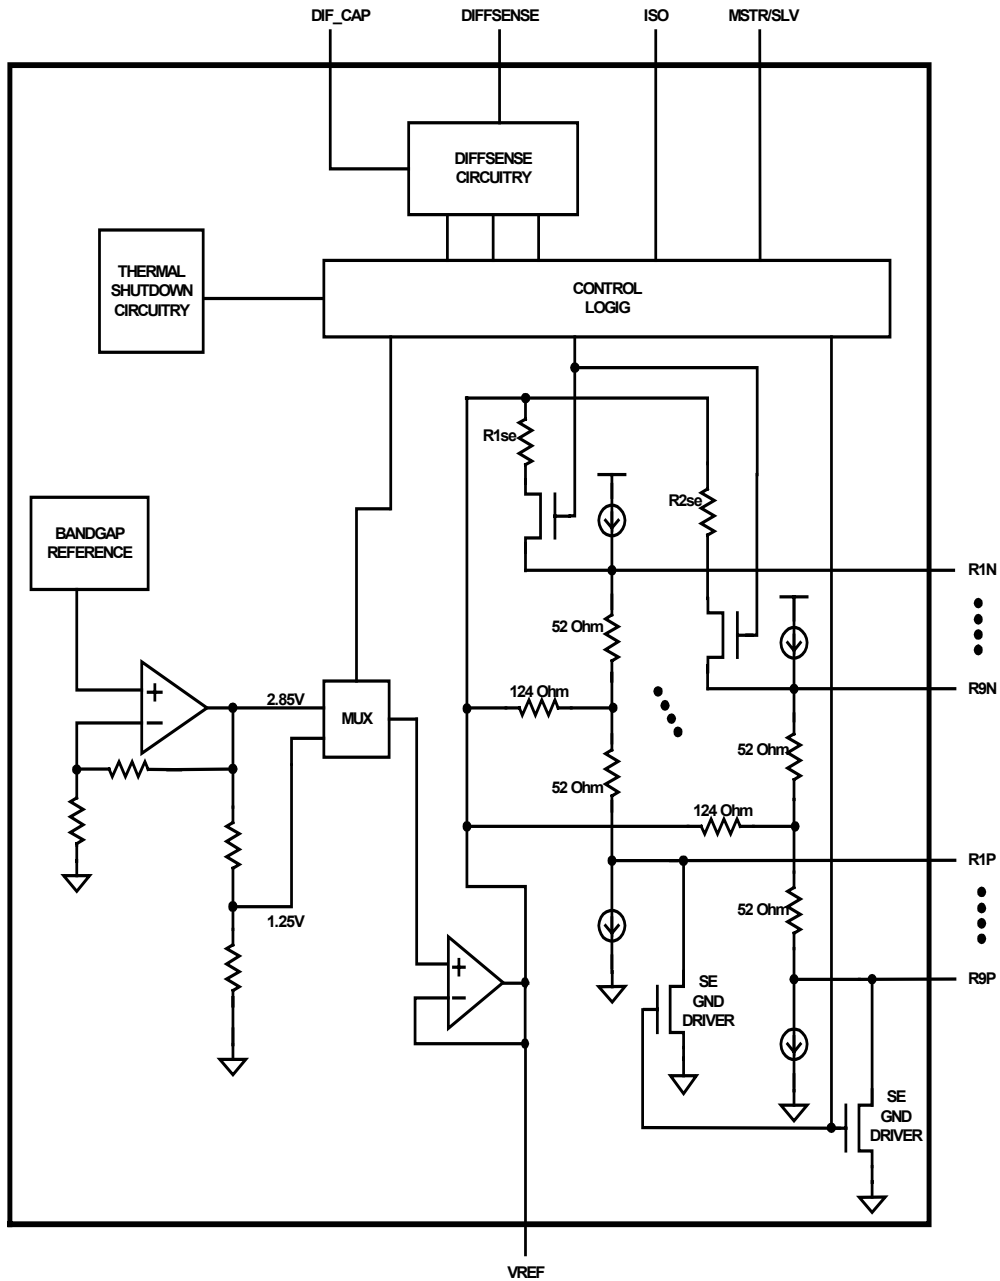 DIF_CAP
DIFFSENSE
ISO
MSTR/SLV
DIFFSENSE
CIRCUITRY
THERMAL
SHUTDOWN
CIRCUITRY
CONTROL
LOGIG
R1se
R2se
BANDGAP
REFERENCE
R1N
52 Ohm
R9N
2.85V
MUX
124 Ohm
52 Ohm
52 Ohm
124 Ohm
R1P
52 Ohm
1.25V
R9P
SE
GND
DRIVER
SE
GND
DRIVER
VREF